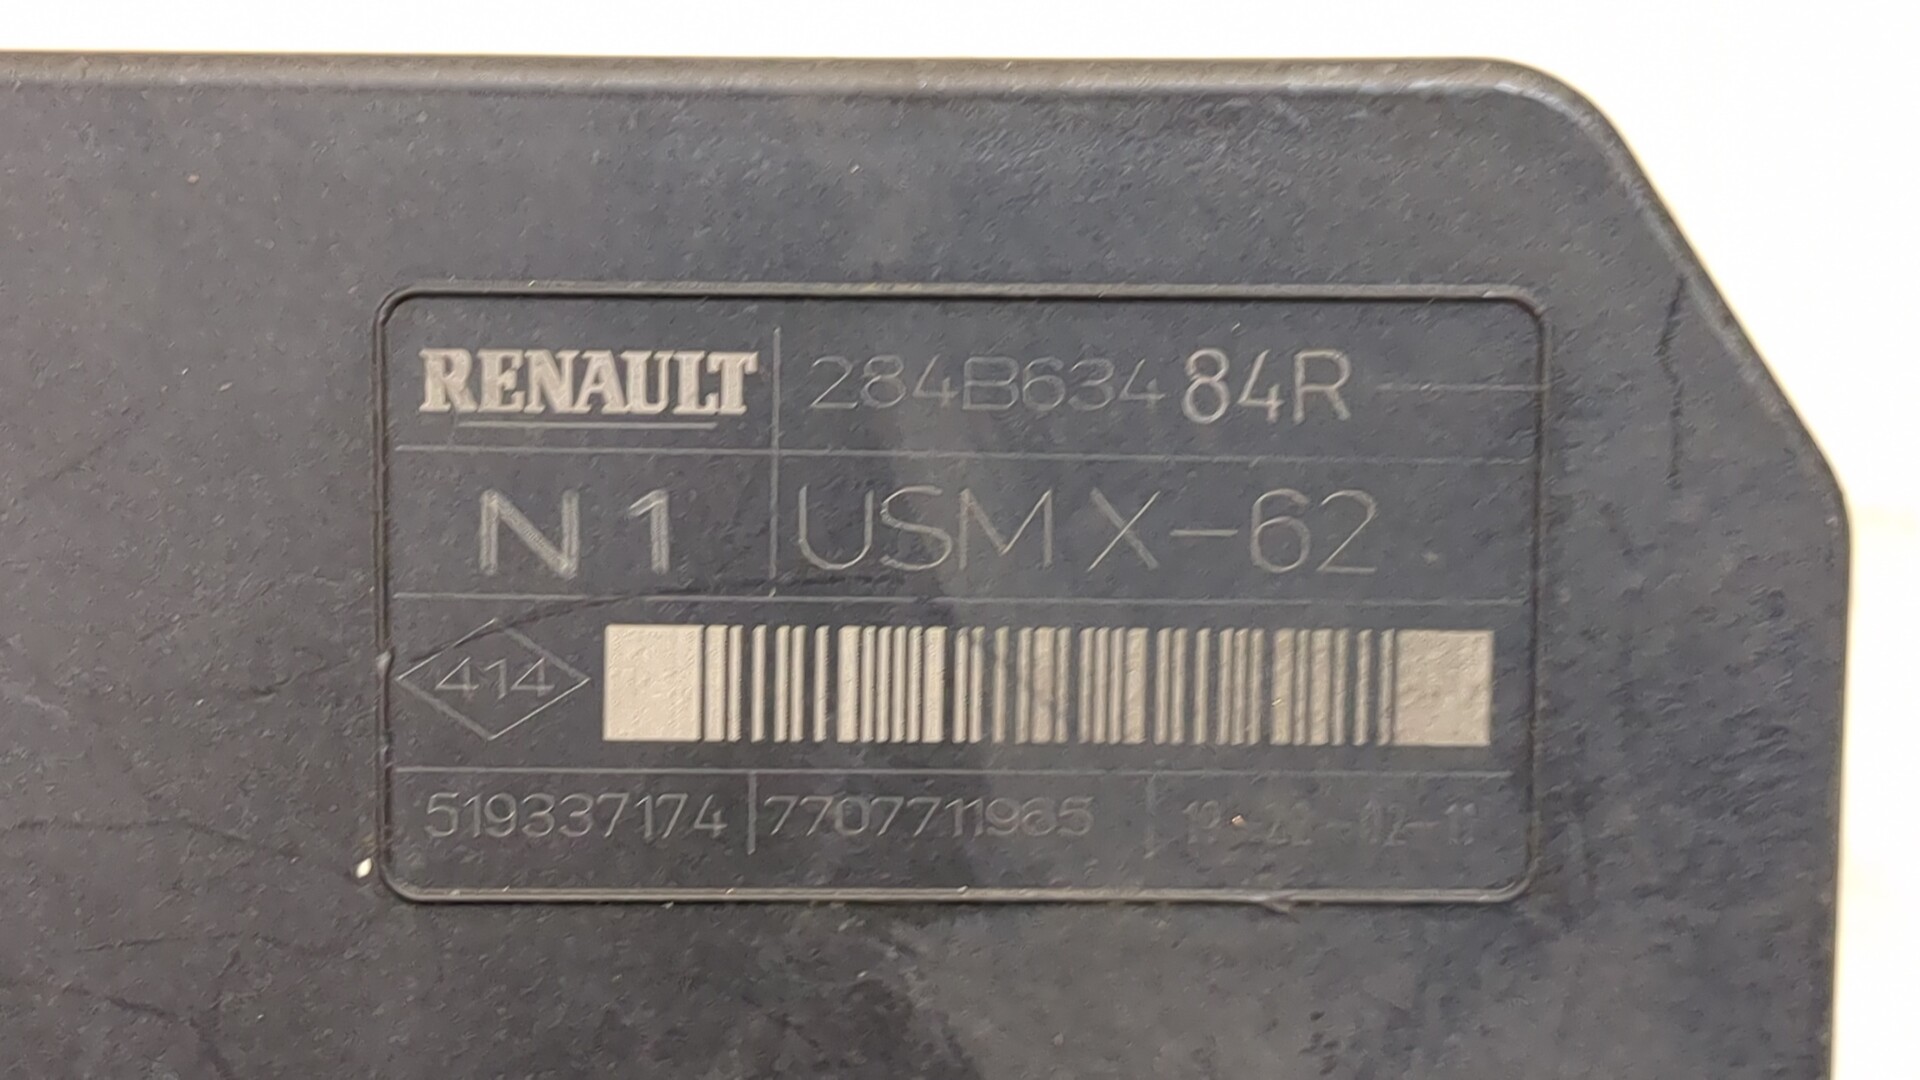 RENAULT 284B63484R
N1 USM X-62
414
519337174 7707711965